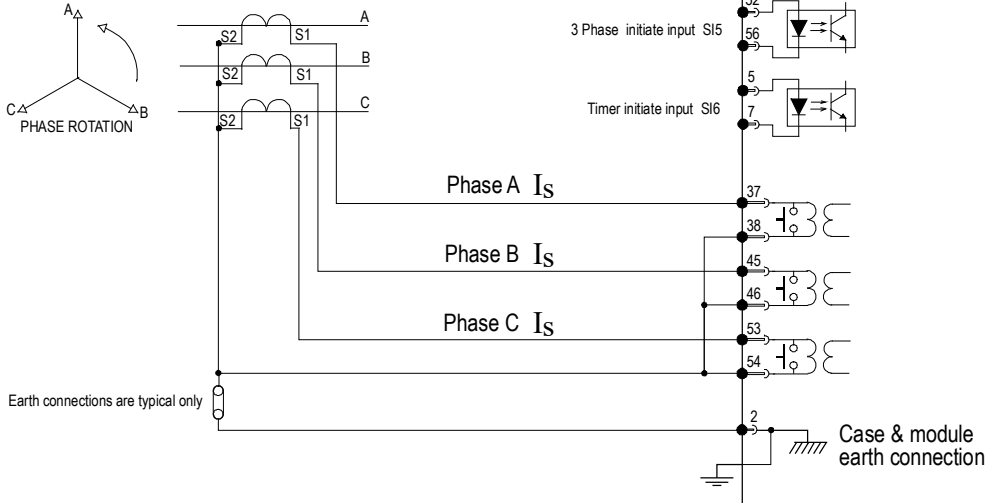 A
C
B
PHASE ROTATION
A
S2
S1
B
S2
S1
C
S2
S1
3 Phase initiate input SI5
56
5
Timer initiate input SI6
7
Phase A IS
37
38
Phase B IS
45
46
Phase C IS
53
54
Earth connections are typical only
2
Case & module
earth connection